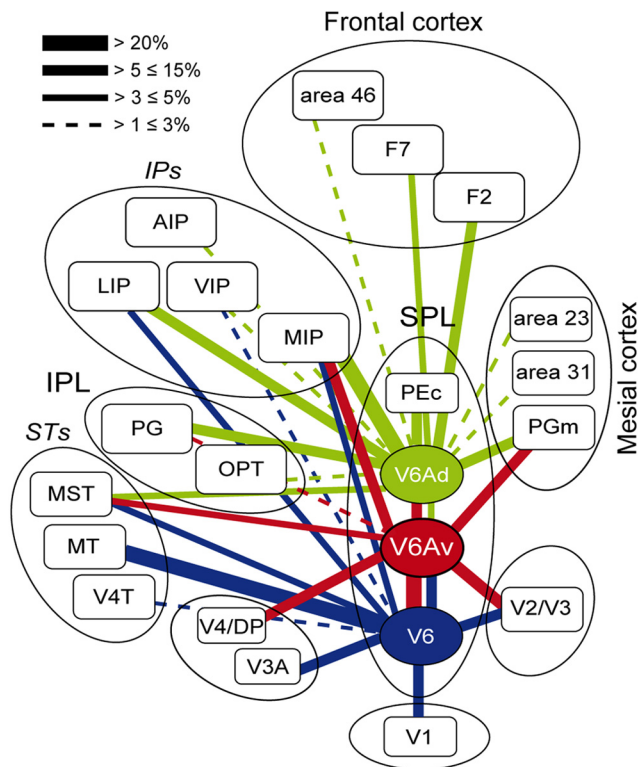 Frontal cortex
> 20%
> 5 ≤ 15%
> 3 ≤ 5%
> 1 ≤ 3%
area 46
F7
F2
IPs
AIP
LIP
VIP
MIP
SPL
PEc
area 23
area 31
PGm
Mesial cortex
IPL
PG
OPT
V6Ad
STs
MST
MT
V4T
V6Av
V4/DP
V3A
V6
V2/V3
V1